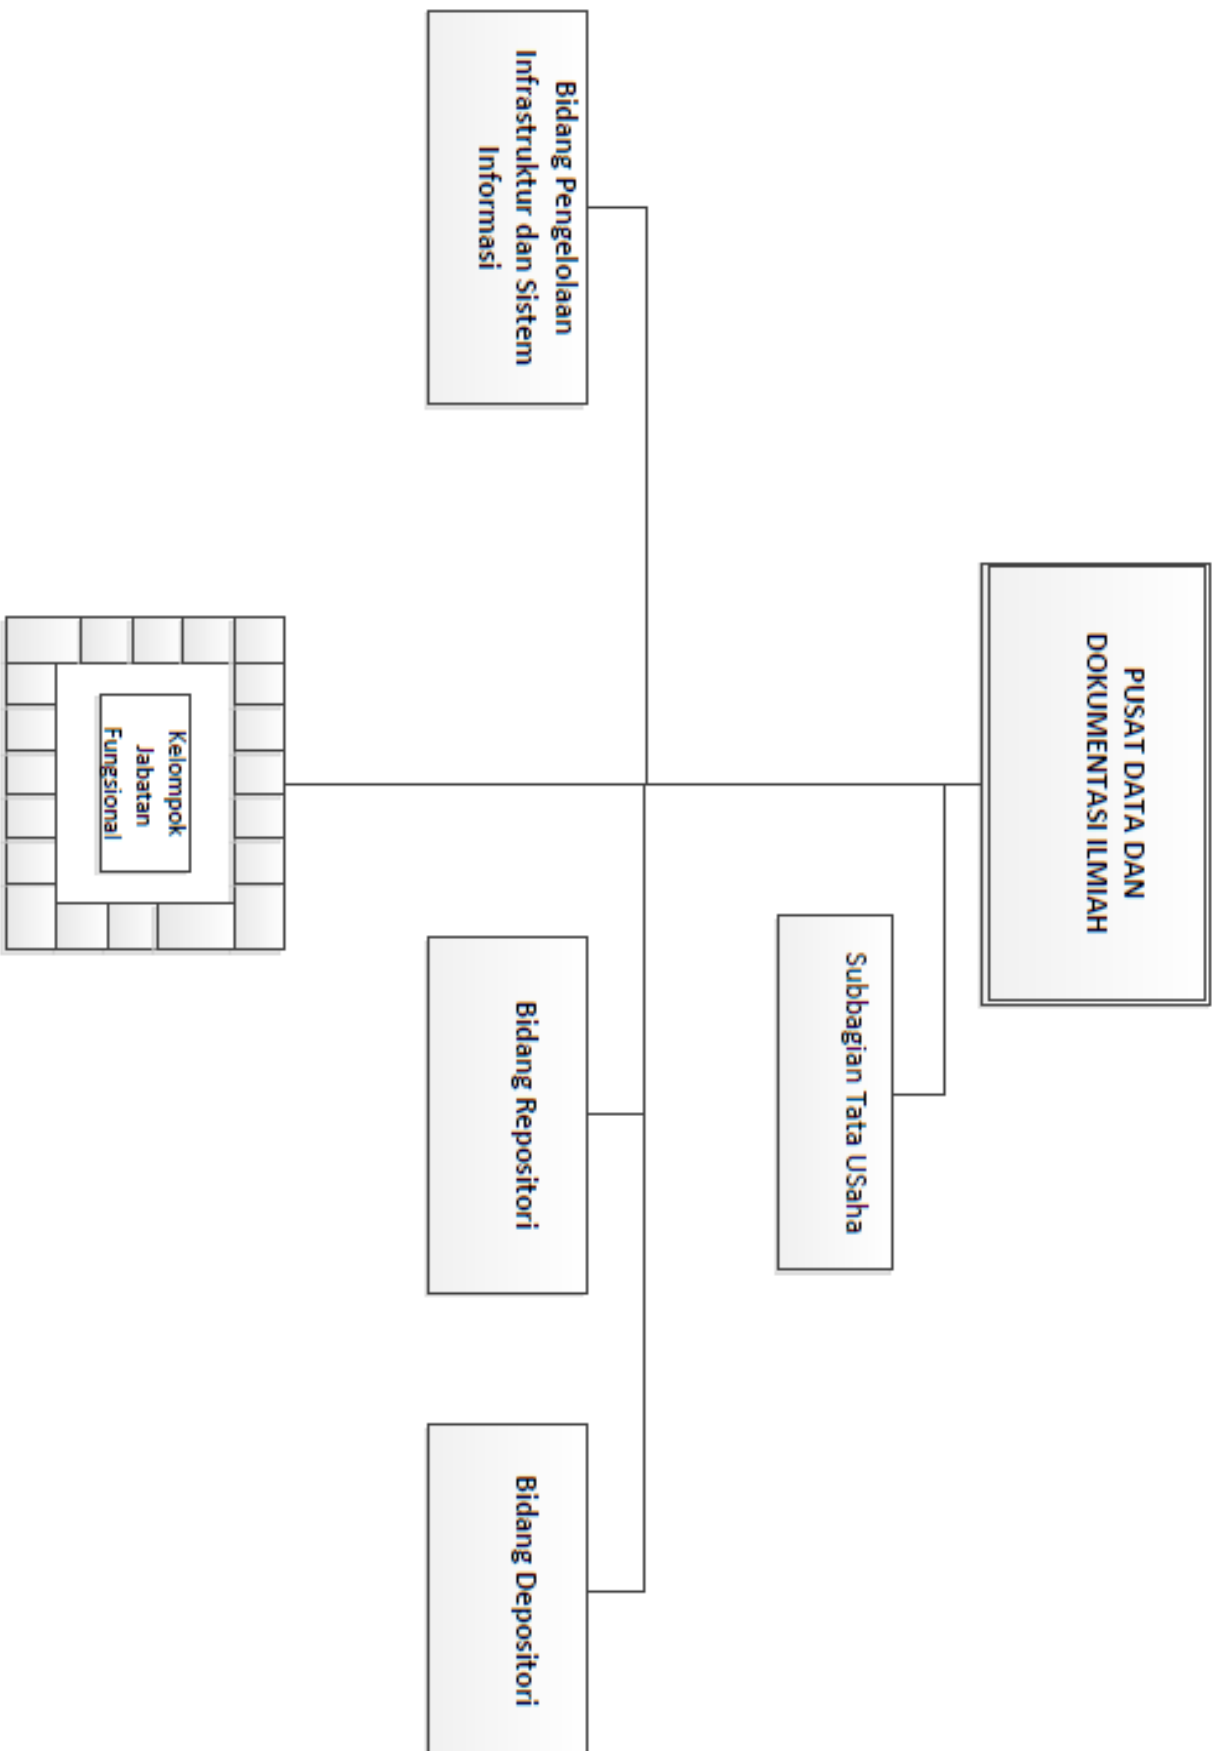 PUSAT DATA DAN
DOKUMENTASI ILMIAH
Subbagian Tata USaha
Bidang Pengelolaan
Infrastruktur dan Sistem
Informasi
Bidang Repositori
Bidang Depositori
Kelompok
Jabatan
Fungsional